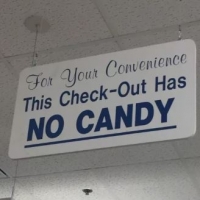 For Your Convenience
This Check-Out Has
NO CANDY